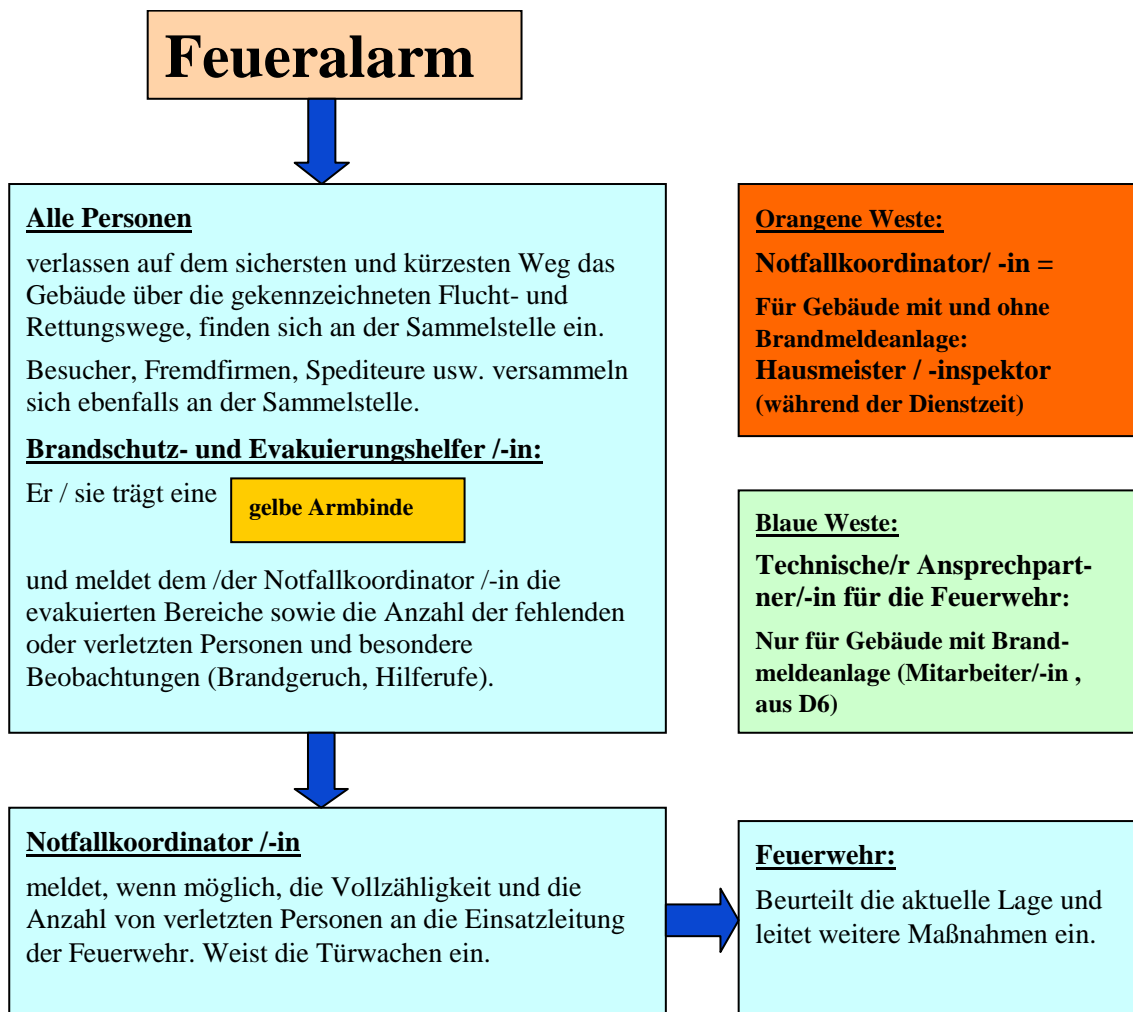 Feueralarm
Alle Personen
verlassen auf dem sichersten und kürzesten Weg das
Gebäude über die gekennzeichneten Flucht- und
Rettungswege, finden sich an der Sammelstelle ein.
Besucher, Fremdfirmen, Spediteure usw. versammeln
sich ebenfalls an der Sammelstelle.
Brandschutz- und Evakuierungshelfer /-in:
Er / sie trägt eine
gelbe Armbinde
und meldet dem /der Notfallkoordinator /-in die
evakuierten Bereiche sowie die Anzahl der fehlenden
oder verletzten Personen und besondere
Beobachtungen (Brandgeruch, Hilferufe).
Orangene Weste:
Notfallkoordinator/ -in =
Für Gebäude mit und ohne
Brandmeldeanlage:
Hausmeister / -inspektor
(während der Dienstzeit)
Blaue Weste:
Technische/r Ansprechpart-
ner/-in für die Feuerwehr:
Nur für Gebäude mit Brand-
meldeanlage (Mitarbeiter/-in ,
aus D6)
Notfallkoordinator /-in
meldet, wenn möglich, die Vollzähligkeit und die
Anzahl von verletzten Personen an die Einsatzleitung
der Feuerwehr. Weist die Türwachen ein.
Feuerwehr:
Beurteilt die aktuelle Lage und
leitet weitere Maßnahmen ein.